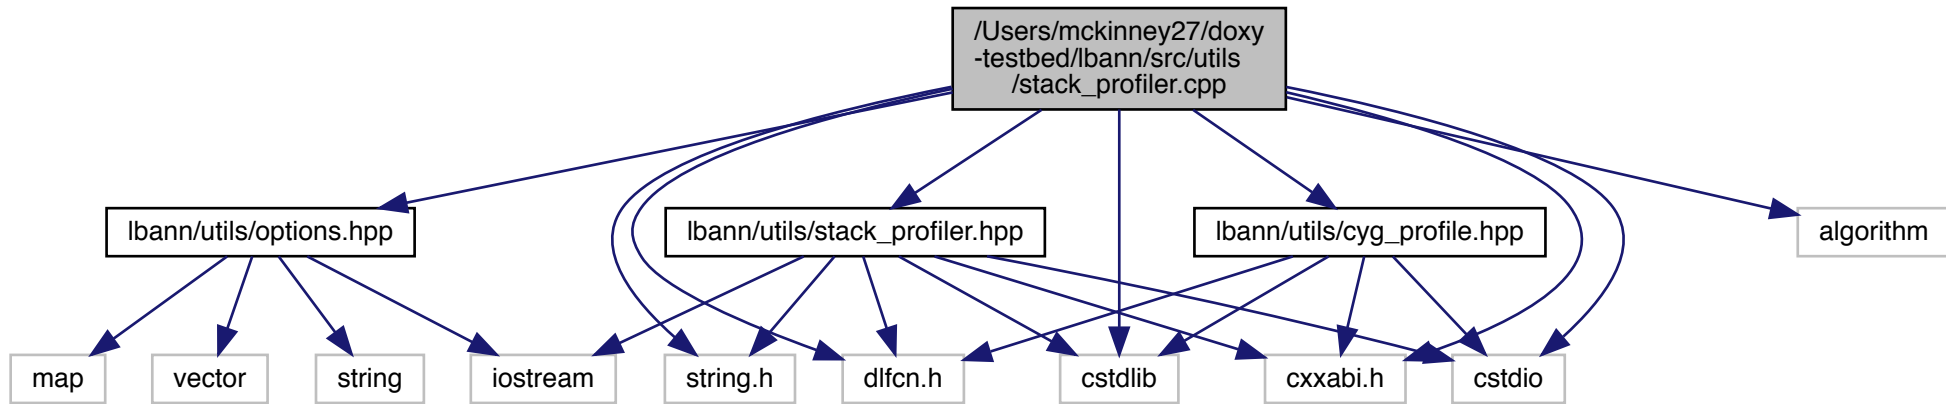 /Users/mckinney27/doxy
-testbed/lbann/src/utils
/stack_profiler.cpp
lbann/utils/options.hpp
lbann/utils/stack_profiler.hpp
lbann/utils/cyg_profile.hpp
algorithm
map
vector
string
iostream
string.h
dlfcn.h
cstdlib
cxxabi.h
cstdio